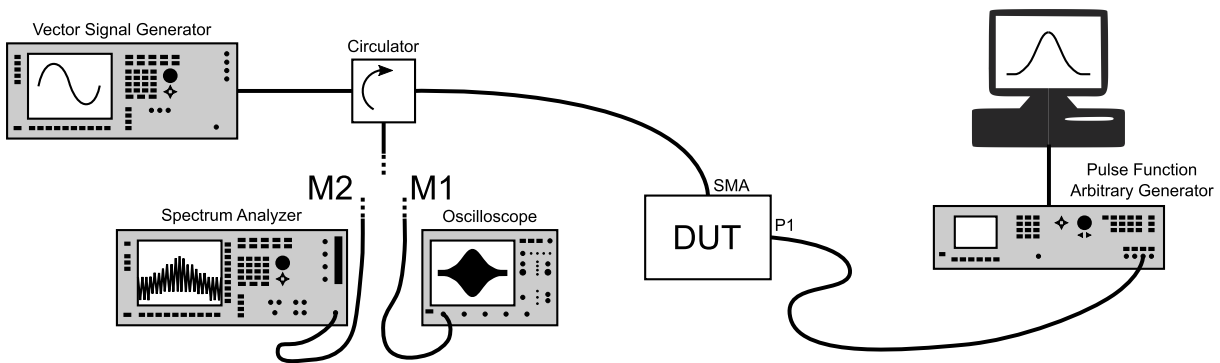 Vector Signal Generator
Circulator
M2
M1
Spectrum Analyzer
Oscilloscope
SMA
DUT
P1
Pulse Function
Arbitrary Generator